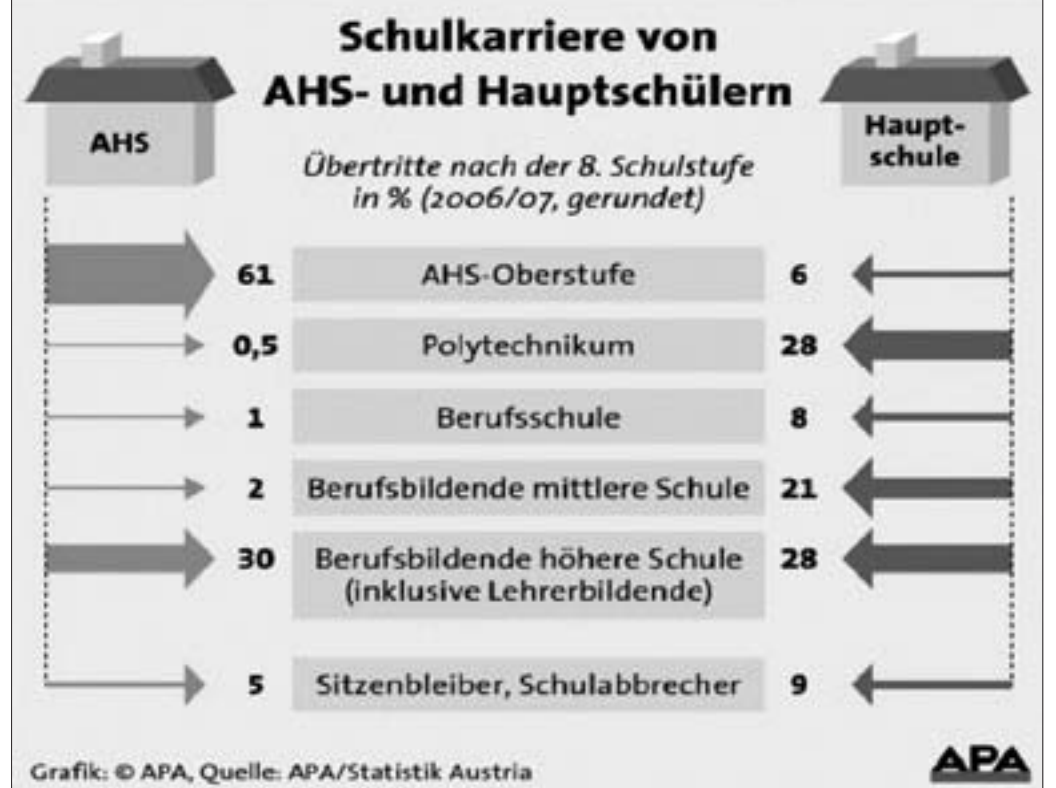 Schulkarriere von
AHS- und Hauptschülern
AHS
Haupt-
schule
Übertritte nach der 8. Schulstufe
in % (2006/07, gerundet)
61 AHS-Oberstufe 6
0,5 Polytechnikum 28
1 Berufsschule 8
2 Berufsbildende mittlere Schule 21
30 Berufsbildende höhere Schule 28
(inklusive Lehrerbildende)
5 Sitzenbleiber, Schulabbrecher 9
Grafik: © APA, Quelle: APA/Statistik Austria
APA